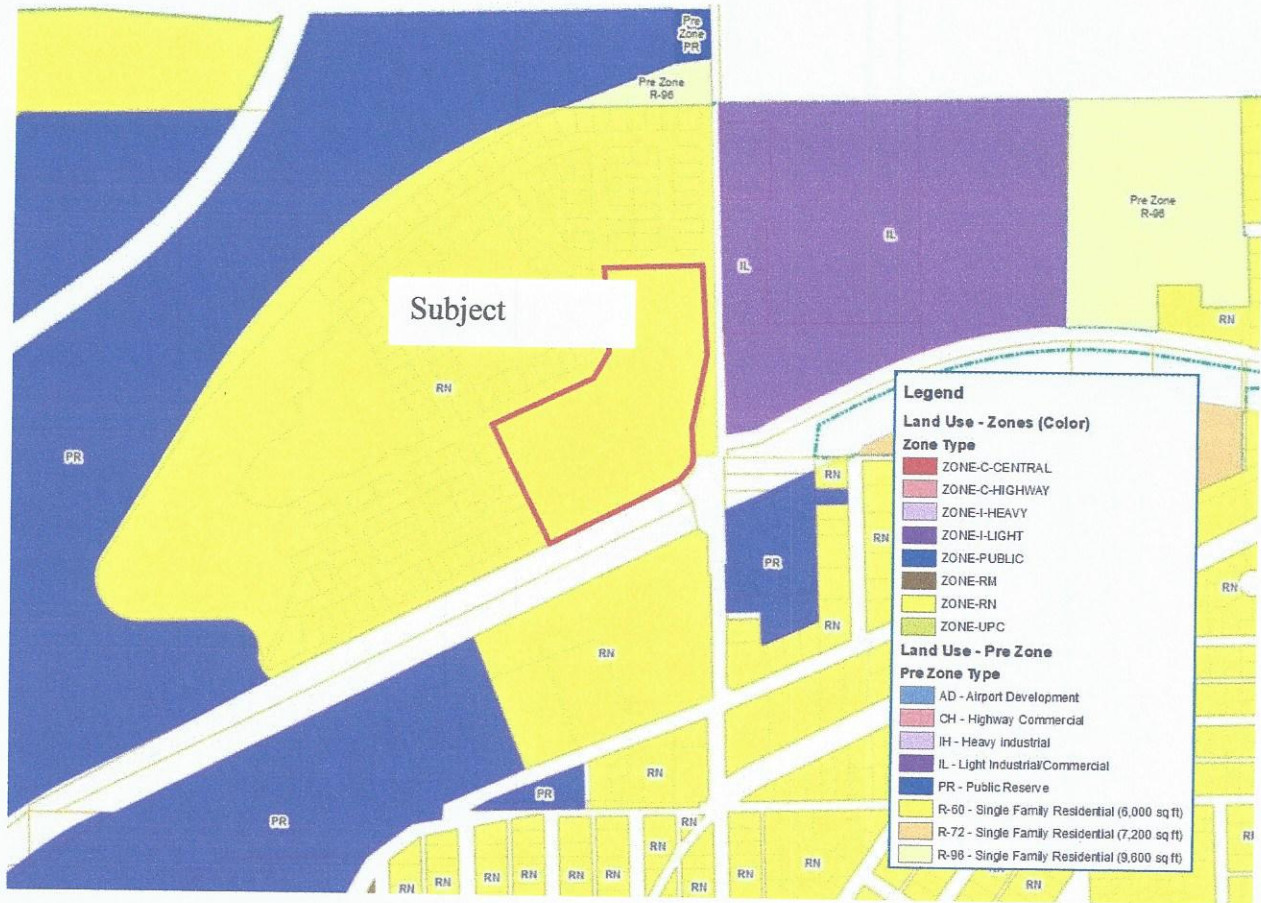 Pre
Zone
PR
Pre Zone
R-96
Pre Zone
R-96
IL
IL
Subject
RN
RN
PR
RN
RN
PR
RN
RN
RN
RN
PR
RN
PR
RN
RN
RN
RN
RN
RN
RN
RN
RN
RN
RN
RN
Legend
Land Use - Zones (Color)
Zone Type
ZONE-C-CENTRAL
ZONE-C-HIGHWAY
ZONE-I-HEAVY
ZONE-I-LIGHT
ZONE-PUBLIC
ZONE-RM
ZONE-RN
ZONE-UPC
Land Use - Pre Zone
Pre Zone Type
AD - Airport Development
CH - Highway Commercial
IH - Heavy Industrial
IL - Light Industrial/Commercial
PR - Public Reserve
R-60 - Single Family Residential (6,000 sq ft)
R-72 - Single Family Residential (7,200 sq ft)
R-96 - Single Family Residential (9,600 sq ft)